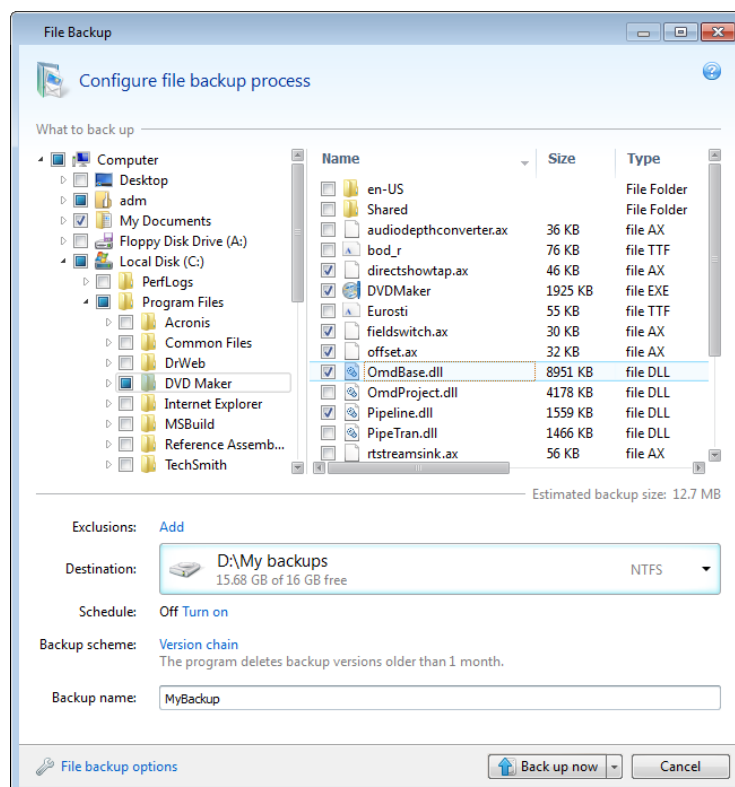 File Backup
Configure file backup process
What to back up
Computer
Desktop
adm
My Documents
Floppy Disk Drive (A:)
Local Disk (C:)
PerfLogs
Program Files
Acronis
Common Files
DrWeb
DVD Maker
Internet Explorer
MSBuild
Reference Assemb...
TechSmith
Name Size Type
en-US File Folder
Shared File Folder
audiodepthconverter.ax 36 KB file AX
bod_r 76 KB file TTF
directshowtap.ax 46 KB file AX
DVDMaker 1925 KB file EXE
Eurosti 55 KB file TTF
fieldswitch.ax 30 KB file AX
offset.ax 32 KB file AX
OmdBase.dll 8951 KB file DLL
OmdProject.dll 4178 KB file DLL
Pipeline.dll 1559 KB file DLL
PipeTran.dll 1466 KB file DLL
rtstreamsink.ax 56 KB file AX
Estimated backup size: 12.7 MB
Exclusions: Add
Destination: D:\My backups
15.68 GB of 16 GB free
NTFS
Schedule: Off Turn on
Backup scheme: Version chain
The program deletes backup versions older than 1 month.
Backup name: MyBackup
File backup options
Back up now
Cancel